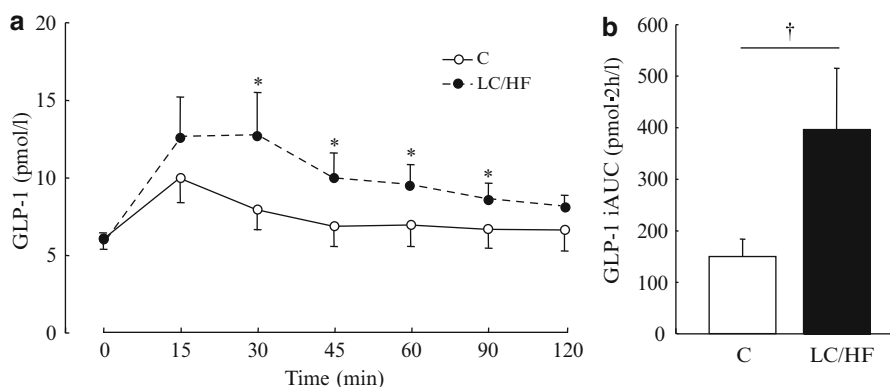 a
GLP-1 (pmol/l)
20
15
10
5
0
C
LC/HF
*
*
*
*
0 15 30 45 60 90 120
Time (min)
b
GLP-1 iAUC (pmol·2h/l)
600
500
400
300
200
100
0
†
C LC/HF